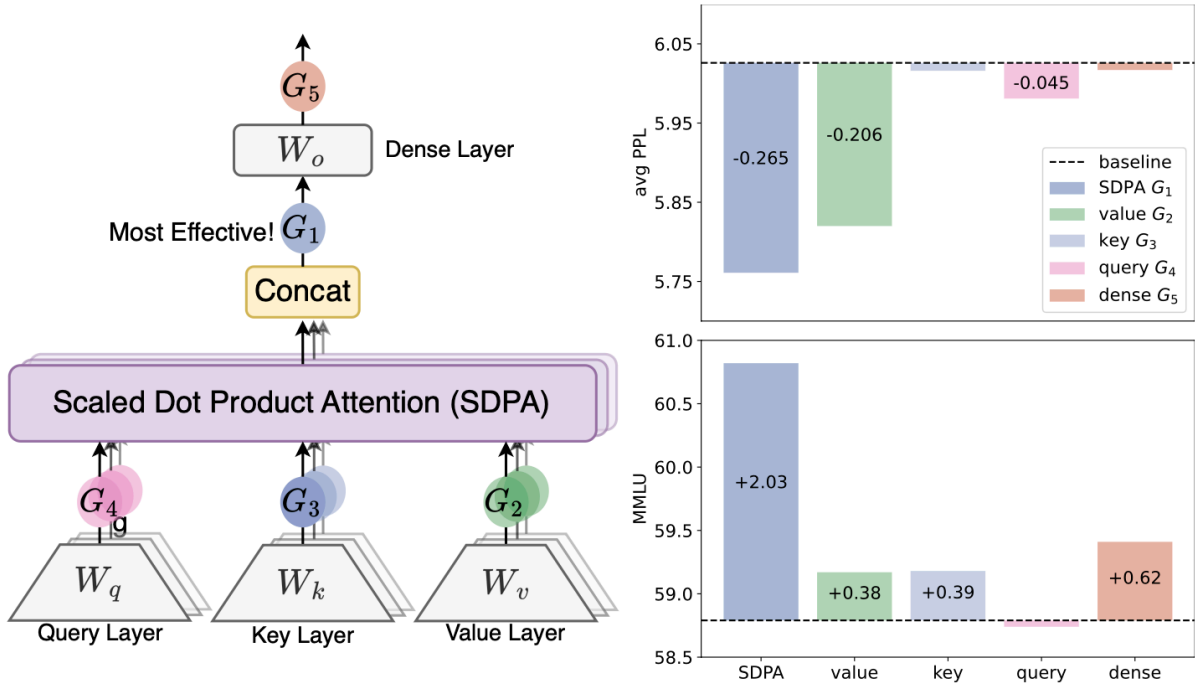 G₅
Wₒ
Dense Layer
Most Effective!
G₁
Concat
Scaled Dot Product Attention (SDPA)
G₄
g
G₃
G₂
W_q
W_k
W_v
Query Layer
Key Layer
Value Layer
avg PPL
6.05
5.95
5.85
5.75
-0.265
-0.206
-0.045
baseline
SDPA G₁
value G₂
key G₃
query G₄
dense G₅
MMLU
61.0
60.5
60.0
59.5
59.0
58.5
+2.03
+0.38
+0.39
+0.62
SDPA
value
key
query
dense